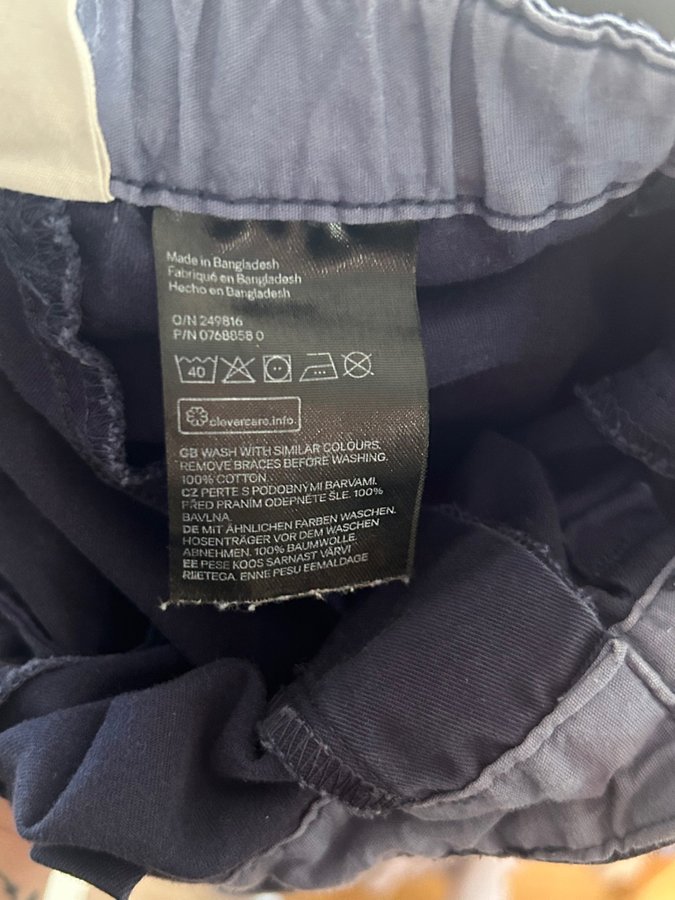 Made in Bangladesh
Fabriqué en Bangladesh
Hecho en Bangladesh
O/N 249816
P/N 0768858 0
40
clevercare.info
GB WASH WITH SIMILAR COLOURS.
REMOVE BRACES BEFORE WASHING.
100% COTTON
CZ PERTE S PODOBNÝMI BARVAMI.
PŘED PRANÍM ODEPNĚTE ŠLE. 100%
BAVLNA
DE MIT ÄHNLICHEN FARBEN WASCHEN.
HOSENTRÄGER VOR DEM WASCHEN
ABNEHMEN. 100% BAUMWOLLE
EE PESE KOOS SARNAST VÄRVI
RIIETEGA. ENNE PESU EEMALDAGE